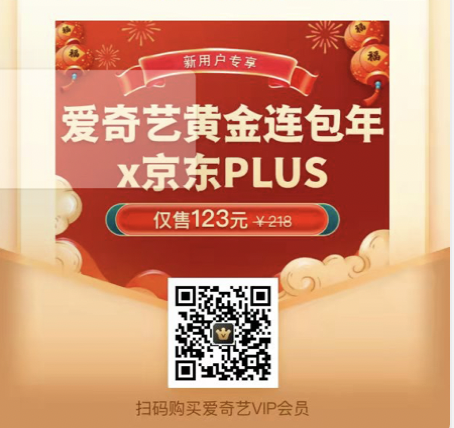 福
福
新用户专享
爱奇艺黄金连包年
x京东PLUS
仅售123元 ￥218
扫码购买爱奇艺VIP会员